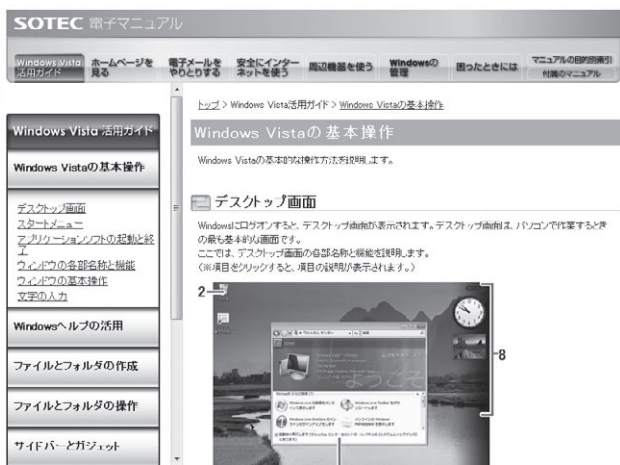 SOTEC 電子マニュアル
Windows Vista
活用ガイド
ホームページを
見る
電子メールを
やりとりする
安全にインター
ネットを使う
周辺機器を使う
Windowsの
管理
困ったときには
マニュアルの目的別索引
付属のマニュアル
トップ > Windows Vista活用ガイド > Windows Vistaの基本操作
Windows Vista 活用ガイド
Windows Vistaの基本操作
デスクトップ画面
スタートメニュー
アプリケーションソフトの起動と終
了
ウィンドウの各部名称と機能
ウィンドウの基本操作
文字の入力
Windowsヘルプの活用
ファイルとフォルダの作成
ファイルとフォルダの操作
サイドバーとガジェット
Windows Vistaの基本操作
Windows Vistaの基本的な操作方法を説明します。
デスクトップ画面
Windowsにログオンすると、デスクトップ画面が表示されます。デスクトップ画面は、パソコンで作業するとき
の最も基本的な画面です。
ここでは、デスクトップ画面の各部名称と機能を説明します。
(※項目をクリックすると、項目の説明が表示されます。)
2
8
ようこそ